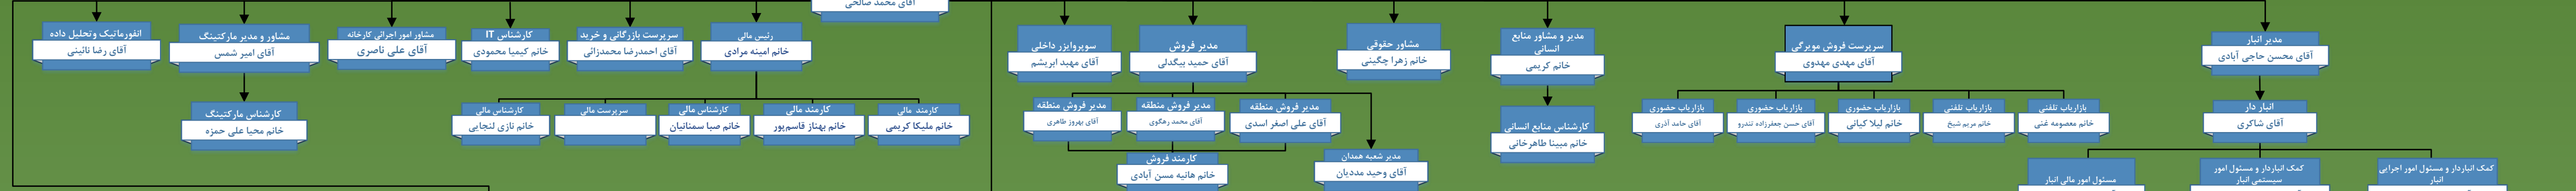 آقای محمد صالحی
مدیر انبار
آقای محسن حاجی آبادی
سرپرست فروش مویرگی
آقای مهدی مهدوی
مدیر و مشاور منابع
انسانی
خانم کریمی
مشاور حقوقی
خانم زهرا چگینی
مدیر فروش
آقای حمید بیگدلی
سوپروایزر داخلی
آقای مهبد ابریشم
رئیس مالی
خانم امینه مرادی
سرپرست بازرگانی و خرید
آقای احمدرضا محمدزائی
کارشناس IT
خانم کیمیا محمودی
مشاور امور اجرائی کارخانه
آقای علی ناصری
مشاور و مدیر مارکتینگ
آقای امیر شمس
انفورماتیک وتحلیل داده
آقای رضا نائینی
انبار دار
آقای شاکری
بازاریاب تلفنی
خانم معصومه غنی
بازاریاب تلفنی
خانم مریم شیخ
بازاریاب حضوری
خانم لیلا کیانی
بازاریاب حضوری
آقای حسن جعفرزاده تندرو
بازاریاب حضوری
آقای حامد آذری
کارشناس منابع انسانی
خانم مبینا طاهرخانی
مدیر فروش منطقه
آقای علی اصغر اسدی
مدیر فروش منطقه
آقای محمد رهگوی
مدیر فروش منطقه
آقای بهروز طاهری
کارمند مالی
خانم ملیکا کریمی
کارمند مالی
خانم بهناز قاسم‌پور
کارشناس مالی
خانم صبا سمنانیان
سرپرست مالی
کارشناس مالی
خانم نازی لنجایی
کارشناس مارکتینگ
خانم محیا علی حمزه
مدیر شعبه همدان
آقای وحید مددیان
کارمند فروش
خانم هانیه مسن آبادی
کمک انباردار و مسئول امور اجرایی
انبار
کمک انباردار و مسئول امور
سیستمی انبار
مسئول امور مالی انبار